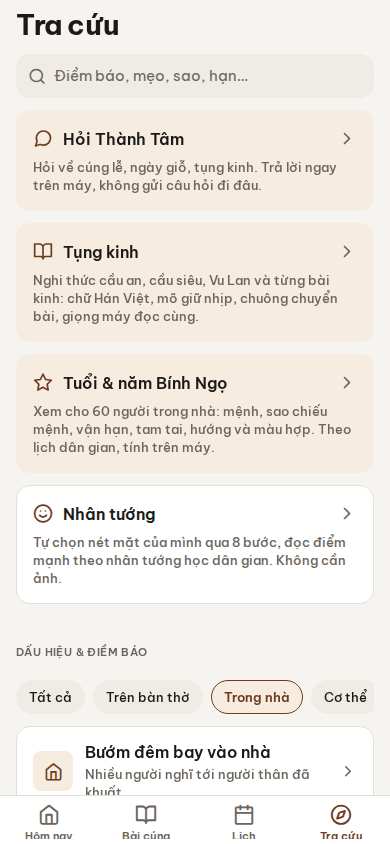 Tra cứu
Điềm báo, mẹo, sao, hạn...
Hỏi Thành Tâm
Hỏi về cúng lễ, ngày giỗ, tụng kinh. Trả lời ngay
trên máy, không gửi câu hỏi đi đâu.
Tụng kinh
Nghi thức cầu an, cầu siêu, Vu Lan và từng bài
kinh: chữ Hán Việt, mõ giữ nhịp, chuông chuyển
bài, giọng máy đọc cùng.
Tuổi & năm Bính Ngọ
Xem cho 60 người trong nhà: mệnh, sao chiếu
mệnh, vận hạn, tam tai, hướng và màu hợp. Theo
lịch dân gian, tính trên máy.
Nhân tướng
Tự chọn nét mặt của mình qua 8 bước, đọc điểm
mạnh theo nhân tướng học dân gian. Không cần
ảnh.
DẤU HIỆU & ĐIỀM BÁO
Tất cả
Trên bàn thờ
Trong nhà
Cơ thể
Bướm đêm bay vào nhà
Nhiều người nghĩ tới người thân đã
khuất
Hôm nay
Bài cúng
Lịch
Tra cứu